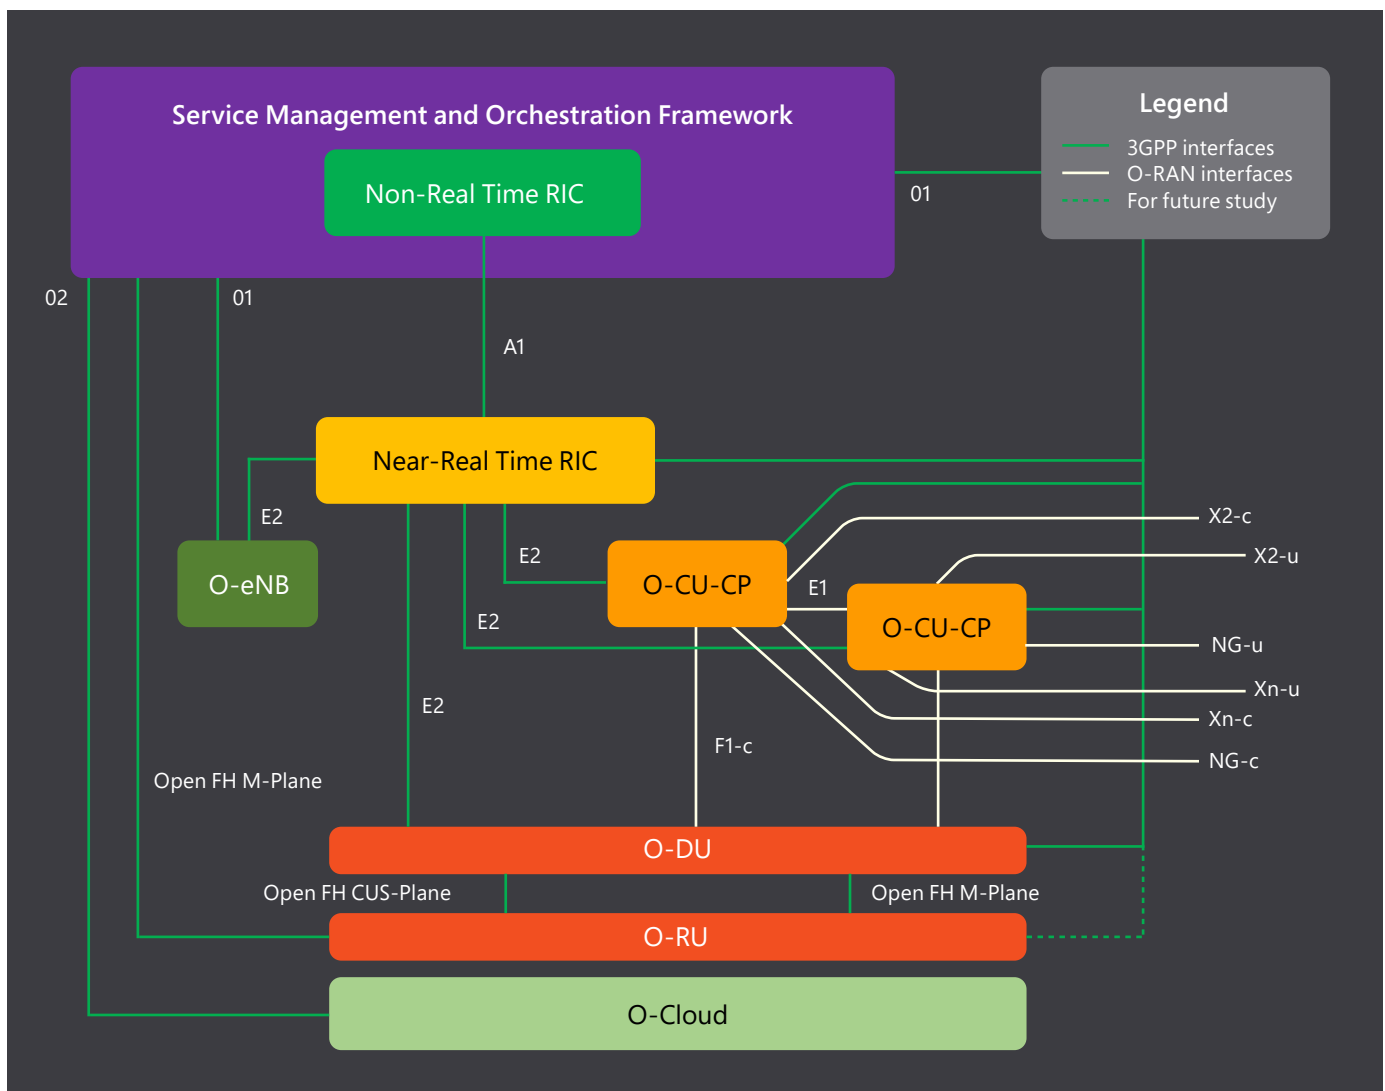 Service Management and Orchestration Framework
Non-Real Time RIC
Legend
3GPP interfaces
O-RAN interfaces
For future study
01
02
01
A1
Near-Real Time RIC
E2
O-eNB
E2
O-CU-CP
E1
O-CU-CP
X2-c
X2-u
E2
NG-u
Xn-u
Xn-c
NG-c
E2
F1-c
Open FH M-Plane
O-DU
Open FH CUS-Plane
Open FH M-Plane
O-RU
O-Cloud